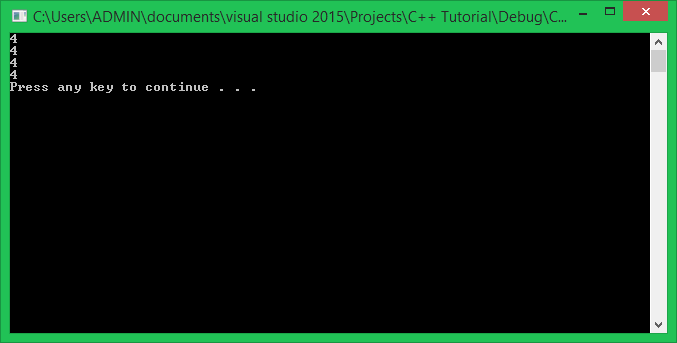 C:\Users\ADMIN\documents\visual studio 2015\Projects\C++ Tutorial\Debug\C...
4
4
4
4
Press any key to continue . . .